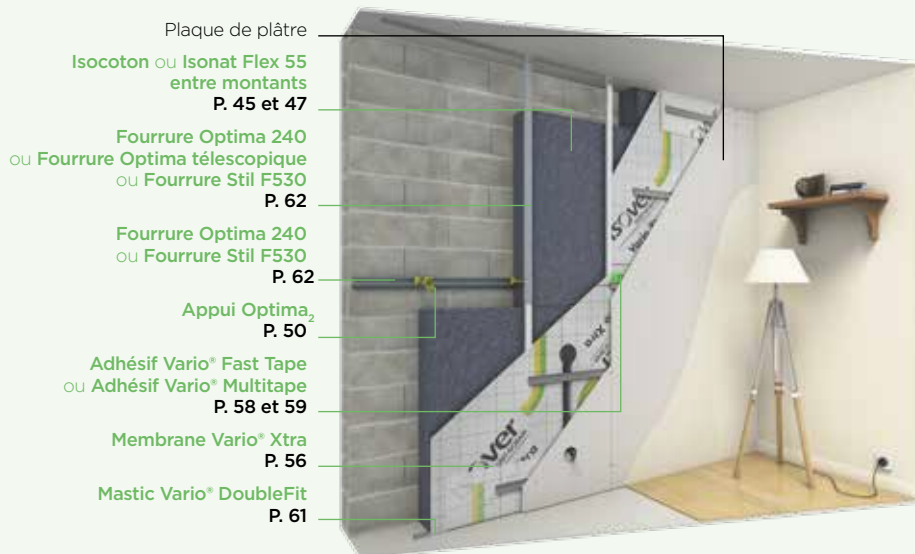 Plaque de plâtre
Isocoton ou Isonat Flex 55
entre montants
P. 45 et 47
Fourrure Optima 240
ou Fourrure Optima télescopique
ou Fourrure Stil F530
P. 62
Fourrure Optima 240
ou Fourrure Stil F530
P. 62
Appui Optima₂
P. 50
Adhésif Vario® Fast Tape
ou Adhésif Vario® Multitape
P. 58 et 59
Membrane Vario® Xtra
P. 56
Mastic Vario® DoubleFit
P. 61
isover